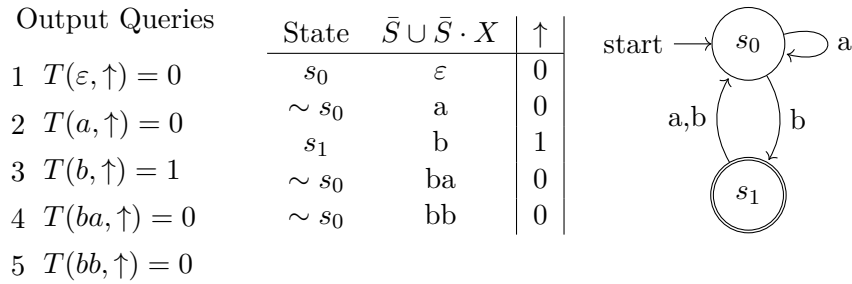 Output Queries
1 T(ε,↑) = 0
2 T(a,↑) = 0
3 T(b,↑) = 1
4 T(ba,↑) = 0
5 T(bb,↑) = 0
State S̄ ∪ S̄ · X ↑
s₀ ε 0
∼ s₀ a 0
s₁ b 1
∼ s₀ ba 0
∼ s₀ bb 0
start s₀ a
a,b b
s₁